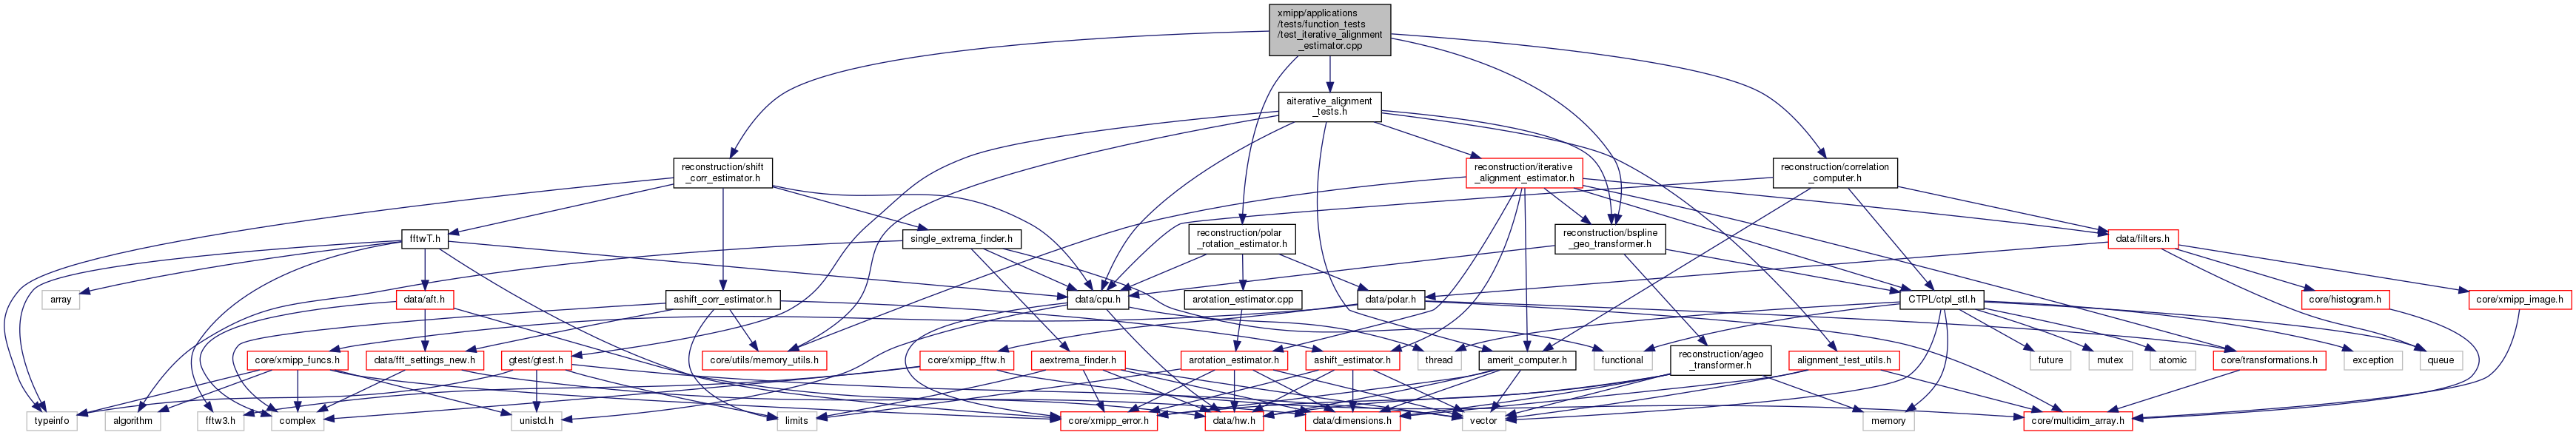 xmipp/applications
/tests/function_tests
/test_iterative_alignment
_estimator.cpp
aiterative_alignment
_tests.h
reconstruction/shift
_corr_estimator.h
reconstruction/iterative
_alignment_estimator.h
reconstruction/correlation
_computer.h
fftwT.h
single_extrema_finder.h
reconstruction/polar
_rotation_estimator.h
reconstruction/bspline
_geo_transformer.h
data/filters.h
array
data/aft.h
ashift_corr_estimator.h
data/cpu.h
arotation_estimator.cpp
data/polar.h
CTPL/ctpl_stl.h
core/histogram.h
core/xmipp_image.h
core/xmipp_funcs.h
data/fft_settings_new.h
gtest/gtest.h
core/utils/memory_utils.h
core/xmipp_fftw.h
aextrema_finder.h
arotation_estimator.h
ashift_estimator.h
thread
amerit_computer.h
functional
reconstruction/ageo
_transformer.h
alignment_test_utils.h
future
mutex
atomic
core/transformations.h
exception
queue
typeinfo
algorithm
fftw3.h
complex
unistd.h
limits
core/xmipp_error.h
data/hw.h
data/dimensions.h
vector
memory
core/multidim_array.h